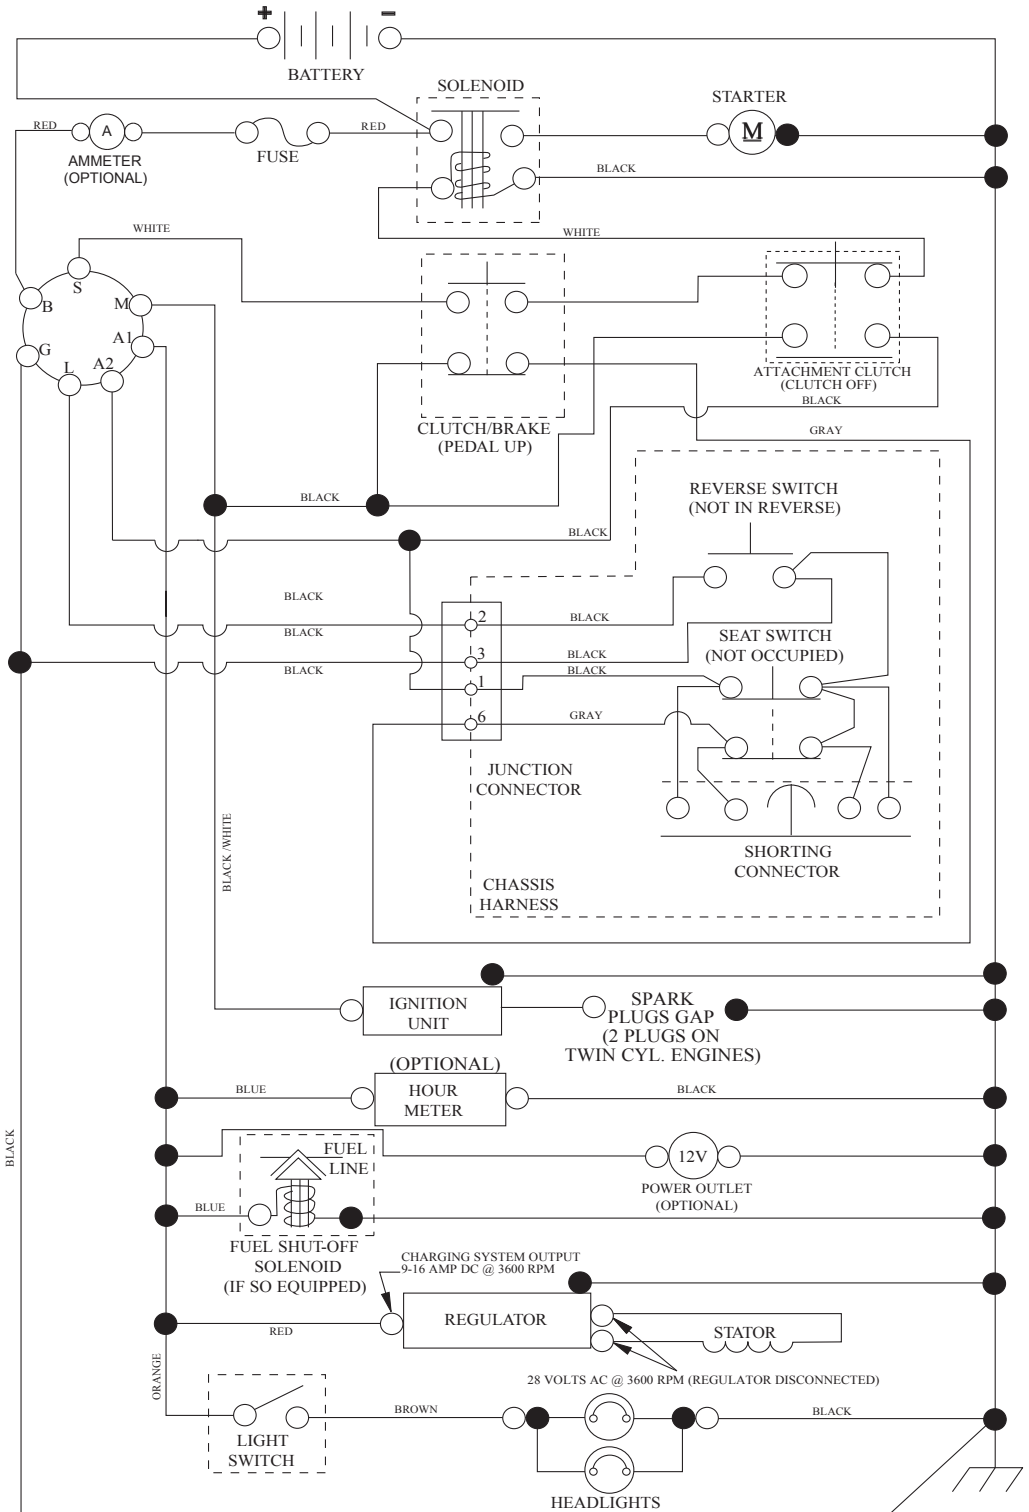 + −
BATTERY
SOLENOID
STARTER
RED
A
AMMETER
(OPTIONAL)
FUSE
RED
M
BLACK
WHITE
WHITE
S
B
M
G
A1
L
A2
ATTACHMENT CLUTCH
(CLUTCH OFF)
BLACK
CLUTCH/BRAKE
(PEDAL UP)
GRAY
BLACK
REVERSE SWITCH
(NOT IN REVERSE)
BLACK
BLACK
2
BLACK
BLACK
SEAT SWITCH
(NOT OCCUPIED)
3
BLACK
BLACK
1
BLACK
6
GRAY
JUNCTION
CONNECTOR
SHORTING
CONNECTOR
BLACK /WHITE
CHASSIS
HARNESS
IGNITION
UNIT
SPARK
PLUGS GAP
(2 PLUGS ON
TWIN CYL. ENGINES)
(OPTIONAL)
HOUR
METER
BLUE
BLACK
BLACK
FUEL
LINE
12V
POWER OUTLET
(OPTIONAL)
BLUE
FUEL SHUT-OFF
SOLENOID
(IF SO EQUIPPED)
CHARGING SYSTEM OUTPUT
9-16 AMP DC @ 3600 RPM
REGULATOR
RED
STATOR
ORANGE
28 VOLTS AC @ 3600 RPM (REGULATOR DISCONNECTED)
BROWN
BLACK
LIGHT
SWITCH
HEADLIGHTS